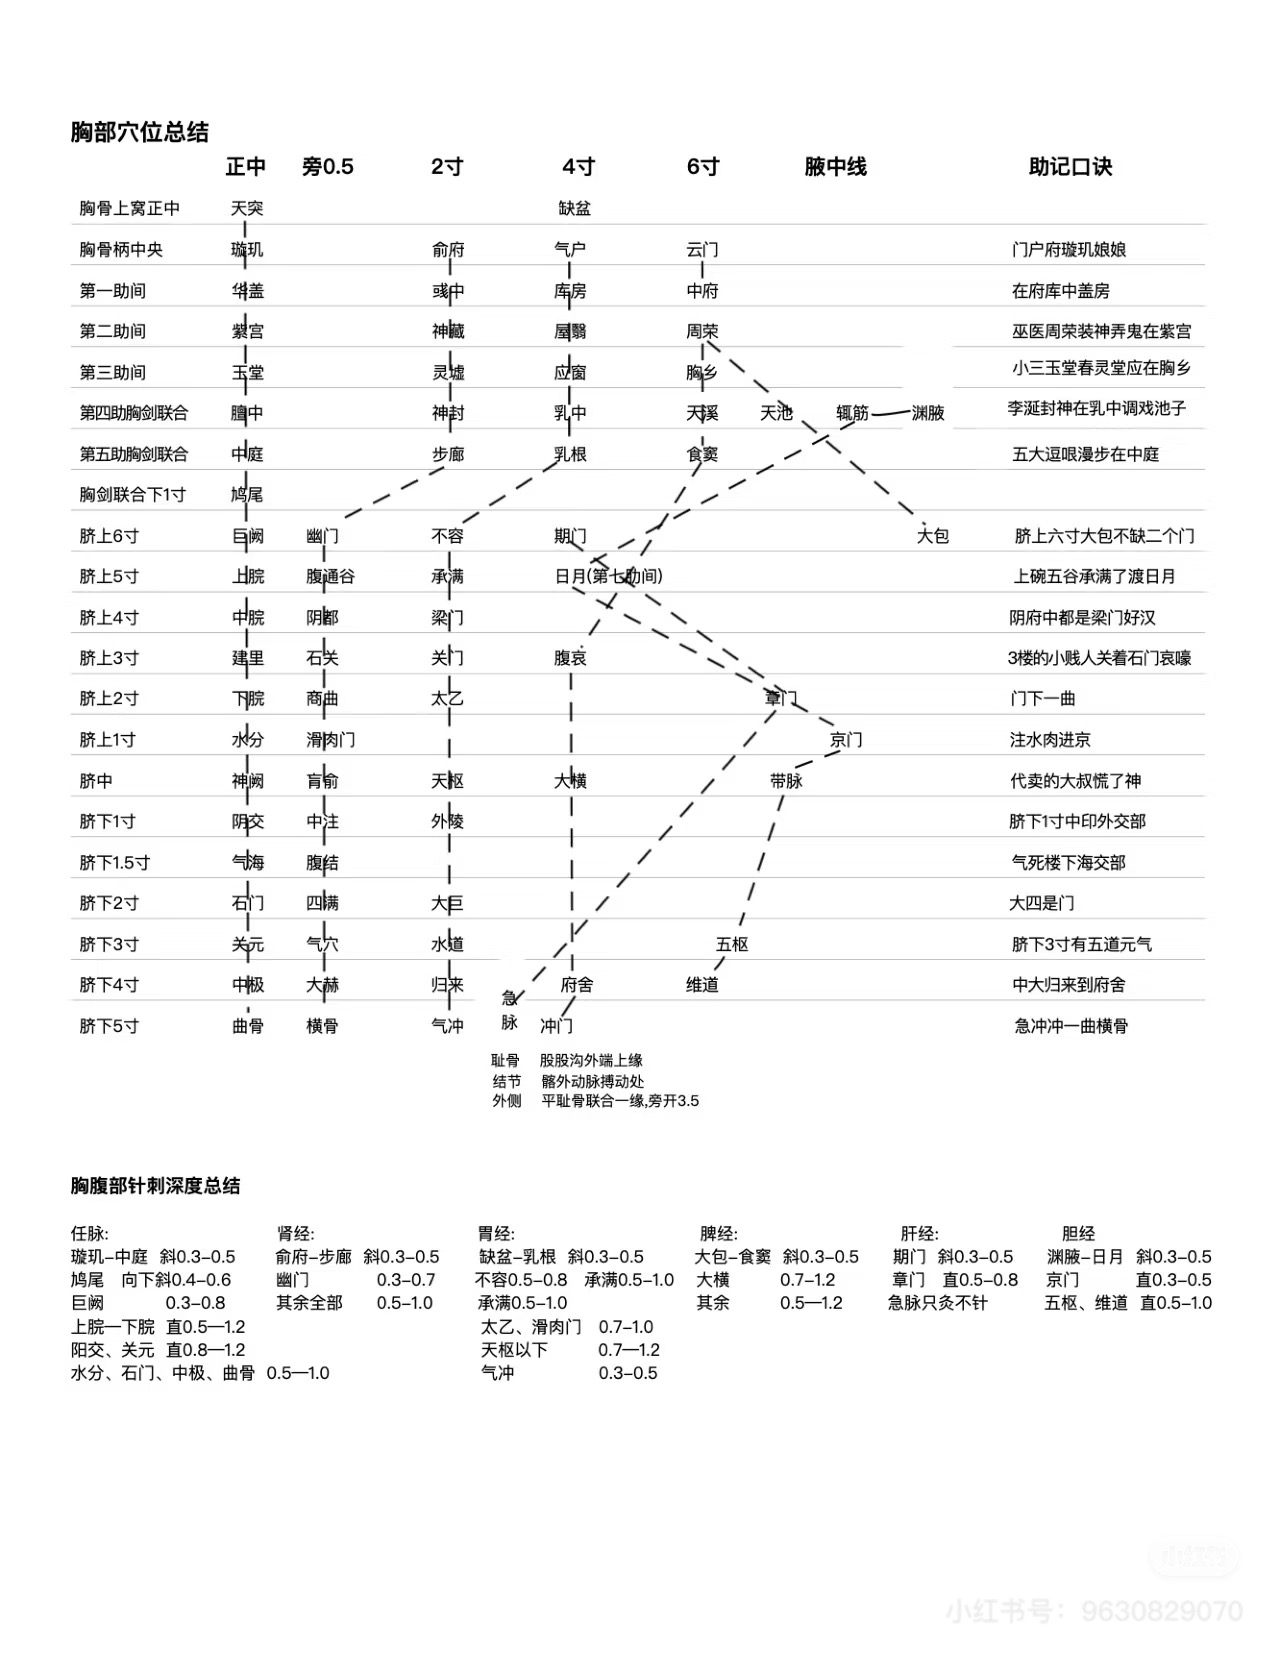 胸部穴位总结
正中 旁0.5 2寸 4寸 6寸 腋中线 助记口诀
胸骨上窝正中 天突 缺盆
胸骨柄中央 璇玑 俞府 气户 云门 门户府璇玑娘娘
第一助间 华盖 彧中 库房 中府 在府库中盖房
第二助间 紫宫 神藏 屋翳 周荣 巫医周荣装神弄鬼在紫宫
第三助间 玉堂 灵墟 应窗 胸乡 小三玉堂春灵堂应在胸乡
第四助胸剑联合 膻中 神封 乳中 天溪 天池 辄筋 渊腋 李涎封神在乳中调戏池子
第五助胸剑联合 中庭 步廊 乳根 食窦 五大逗哏漫步在中庭
胸剑联合下1寸 鸠尾
脐上6寸 巨阙 幽门 不容 期门 大包 脐上六寸大包不缺二个门
脐上5寸 上脘 腹通谷 承满 日月(第七肋间) 上碗五谷承满了渡日月
脐上4寸 中脘 阴都 梁门 阴府中都是梁门好汉
脐上3寸 建里 石关 关门 腹哀 3楼的小贱人关着石门哀嚎
脐上2寸 下脘 商曲 太乙 章门 门下一曲
脐上1寸 水分 滑肉门 京门 注水肉进京
脐中 神阙 肓俞 天枢 大横 带脉 代卖的大叔慌了神
脐下1寸 阴交 中注 外陵 脐下1寸中印外交部
脐下1.5寸 气海 腹结 气死楼下海交部
脐下2寸 石门 四满 大巨 大四是门
脐下3寸 关元 气穴 水道 五枢 脐下3寸有五道元气
脐下4寸 中极 大赫 归来 府舍 维道 中大归来到府舍
急
脉
脐下5寸 曲骨 横骨 气冲 冲门 急冲冲一曲横骨
耻骨 股股沟外端上缘
结节 髂外动脉搏动处
外侧 平耻骨联合一缘,旁开3.5
胸腹部针刺深度总结
任脉: 肾经: 胃经: 脾经: 肝经: 胆经
璇玑–中庭 斜0.3–0.5 俞府–步廊 斜0.3–0.5 缺盆–乳根 斜0.3–0.5 大包–食窦 斜0.3–0.5 期门 斜0.3–0.5 渊腋–日月 斜0.3–0.5
鸠尾 向下斜0.4–0.6 幽门 0.3–0.7 不容0.5–0.8 承满0.5–1.0 大横 0.7–1.2 章门 直0.5–0.8 京门 直0.3–0.5
巨阙 0.3–0.8 其余全部 0.5–1.0 承满0.5–1.0 其余 0.5—1.2 急脉只灸不针 五枢、维道 直0.5–1.0
上脘—下脘 直0.5—1.2 太乙、滑肉门 0.7–1.0
阳交、关元 直0.8—1.2 天枢以下 0.7—1.2
水分、石门、中极、曲骨 0.5—1.0 气冲 0.3–0.5
小红书
小红书号：9630829070